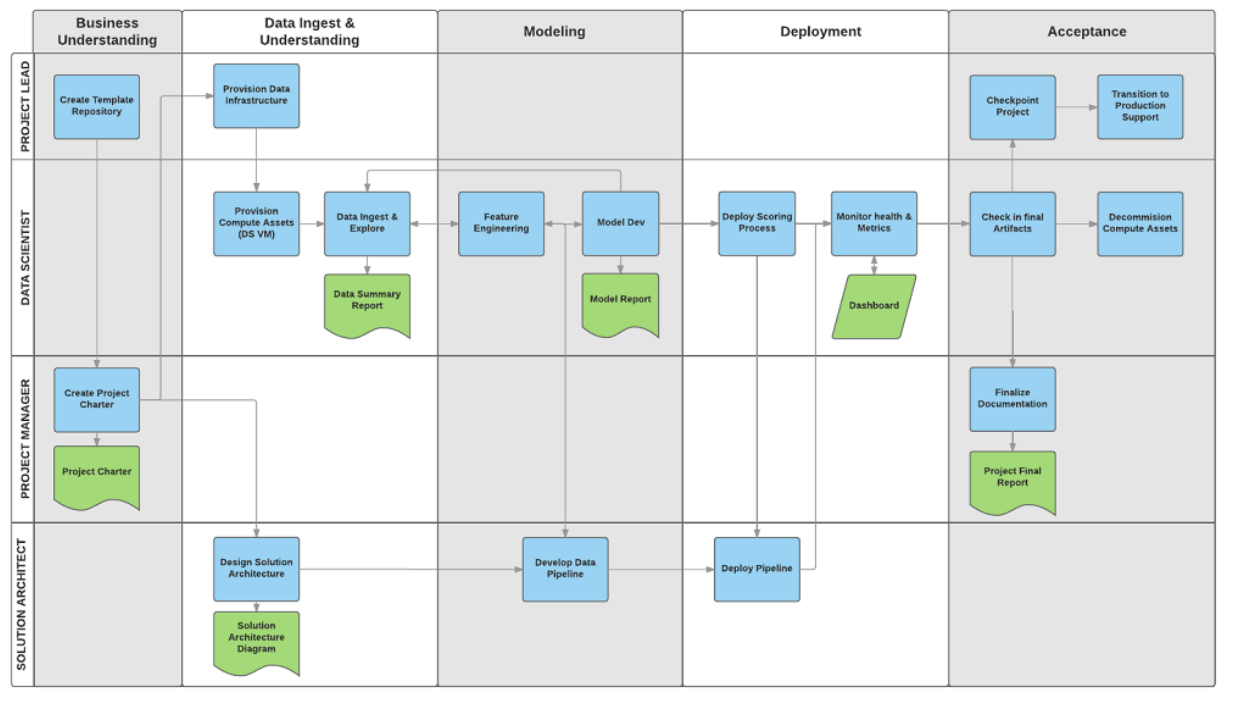 Business
Understanding
Data Ingest &
Understanding
Modeling
Deployment
Acceptance
PROJECT LEAD
Create Template
Repository
Provision Data
Infrastructure
Checkpoint
Project
Transition to
Production
Support
DATA SCIENTIST
Provision
Compute Assets
(DS VM)
Data Ingest &
Explore
Feature
Engineering
Model Dev
Deploy Scoring
Process
Monitor health &
Metrics
Check in final
Artifacts
Decommision
Compute Assets
Data Summary
Report
Model Report
Dashboard
PROJECT MANAGER
Create Project
Charter
Finalize
Documentation
Project Charter
Project Final
Report
SOLUTION ARCHITECT
Design Solution
Architecture
Develop Data
Pipeline
Deploy Pipeline
Solution
Architecture
Diagram